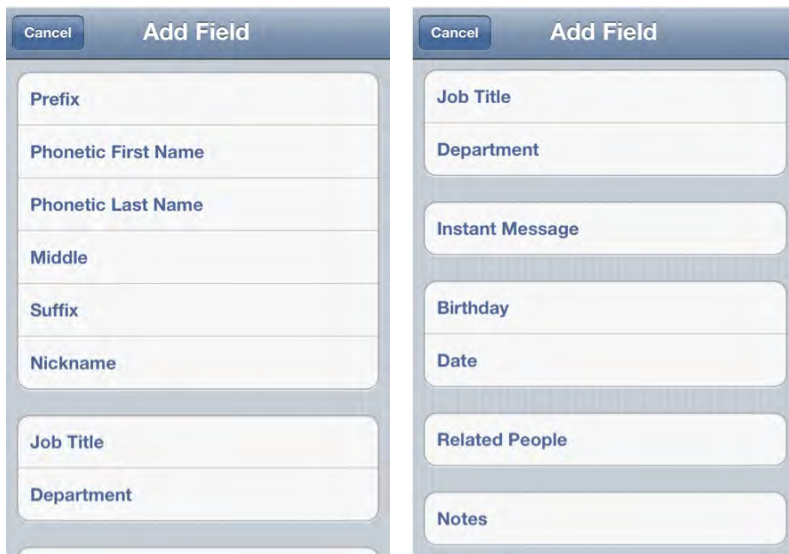 Cancel
Add Field
Prefix
Phonetic First Name
Phonetic Last Name
Middle
Suffix
Nickname
Job Title
Department
Cancel
Add Field
Job Title
Department
Instant Message
Birthday
Date
Related People
Notes